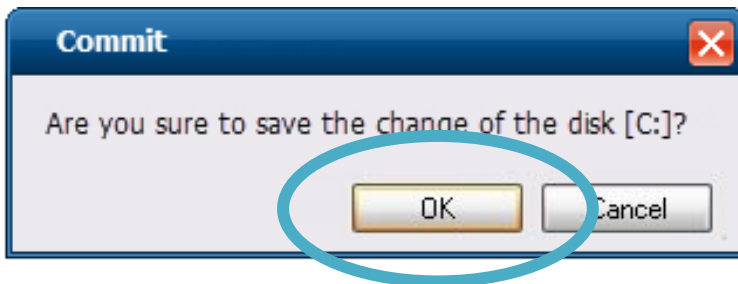 Commit
Are you sure to save the change of the disk [C:]?
OK Cancel